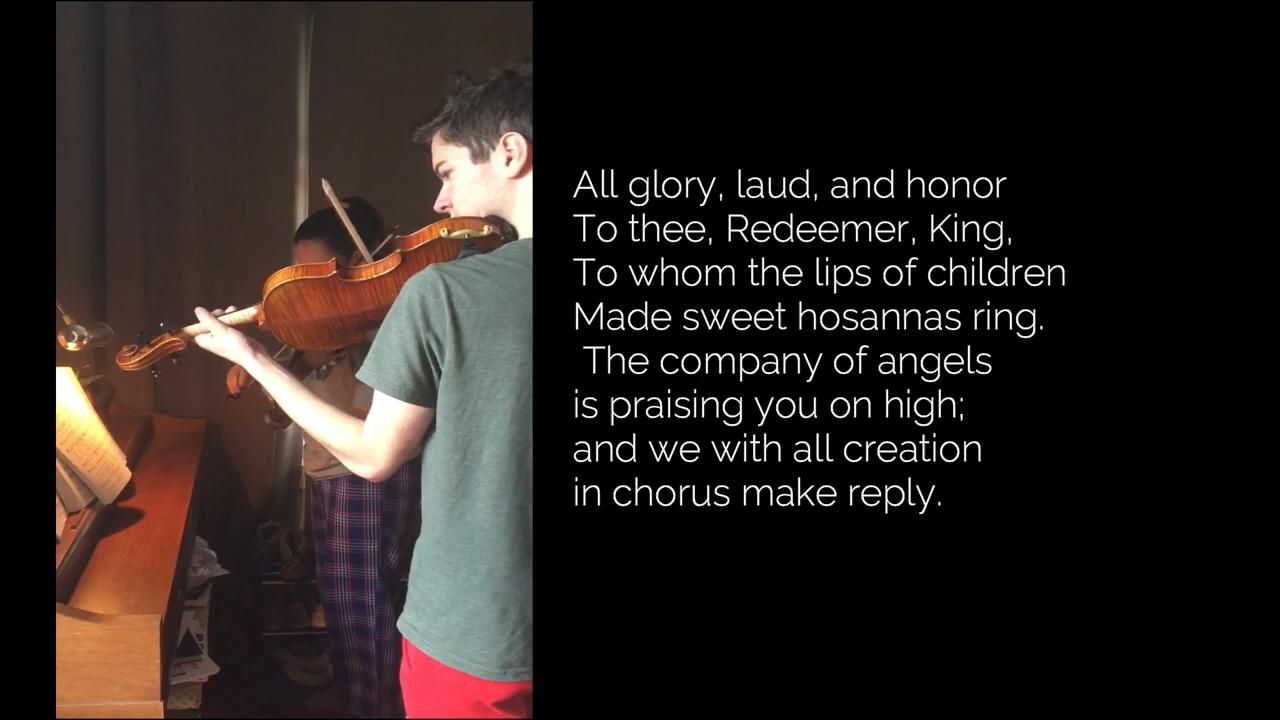 All glory, laud, and honor
To thee, Redeemer, King,
To whom the lips of children
Made sweet hosannas ring.
The company of angels
is praising you on high;
and we with all creation
in chorus make reply.